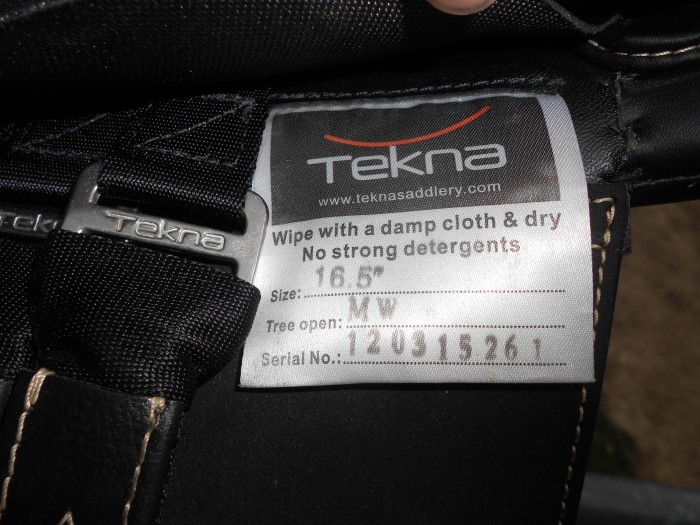 Tekna
www.teknasaddlery.com
Wipe with a damp cloth & dry
No strong detergents
Size: 16.5"
Tree open: MW
Serial No.: 120315261
Tekna
Tekn